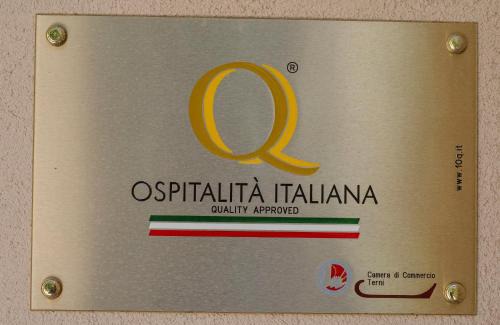 Q®
OSPITALITÀ ITALIANA
QUALITY APPROVED
www.10q.it
Camera di Commercio
Terni